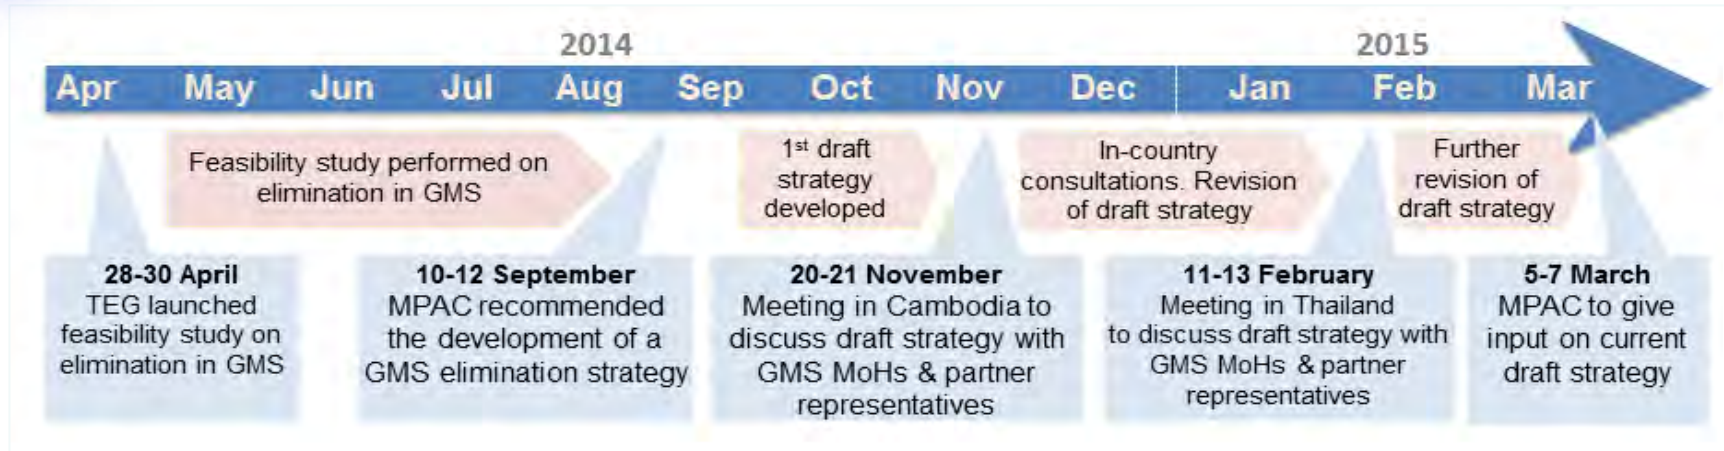 2014
2015
Apr May Jun Jul Aug Sep Oct Nov Dec Jan Feb Mar
Feasibility study performed on
elimination in GMS
1st draft
strategy
developed
In-country
consultations. Revision
of draft strategy
Further
revision of
draft strategy
28-30 April
TEG launched
feasibility study on
elimination in GMS
10-12 September
MPAC recommended
the development of a
GMS elimination strategy
20-21 November
Meeting in Cambodia to
discuss draft strategy with
GMS MoHs & partner
representatives
11-13 February
Meeting in Thailand
to discuss draft strategy with
GMS MoHs & partner
representatives
5-7 March
MPAC to give
input on current
draft strategy